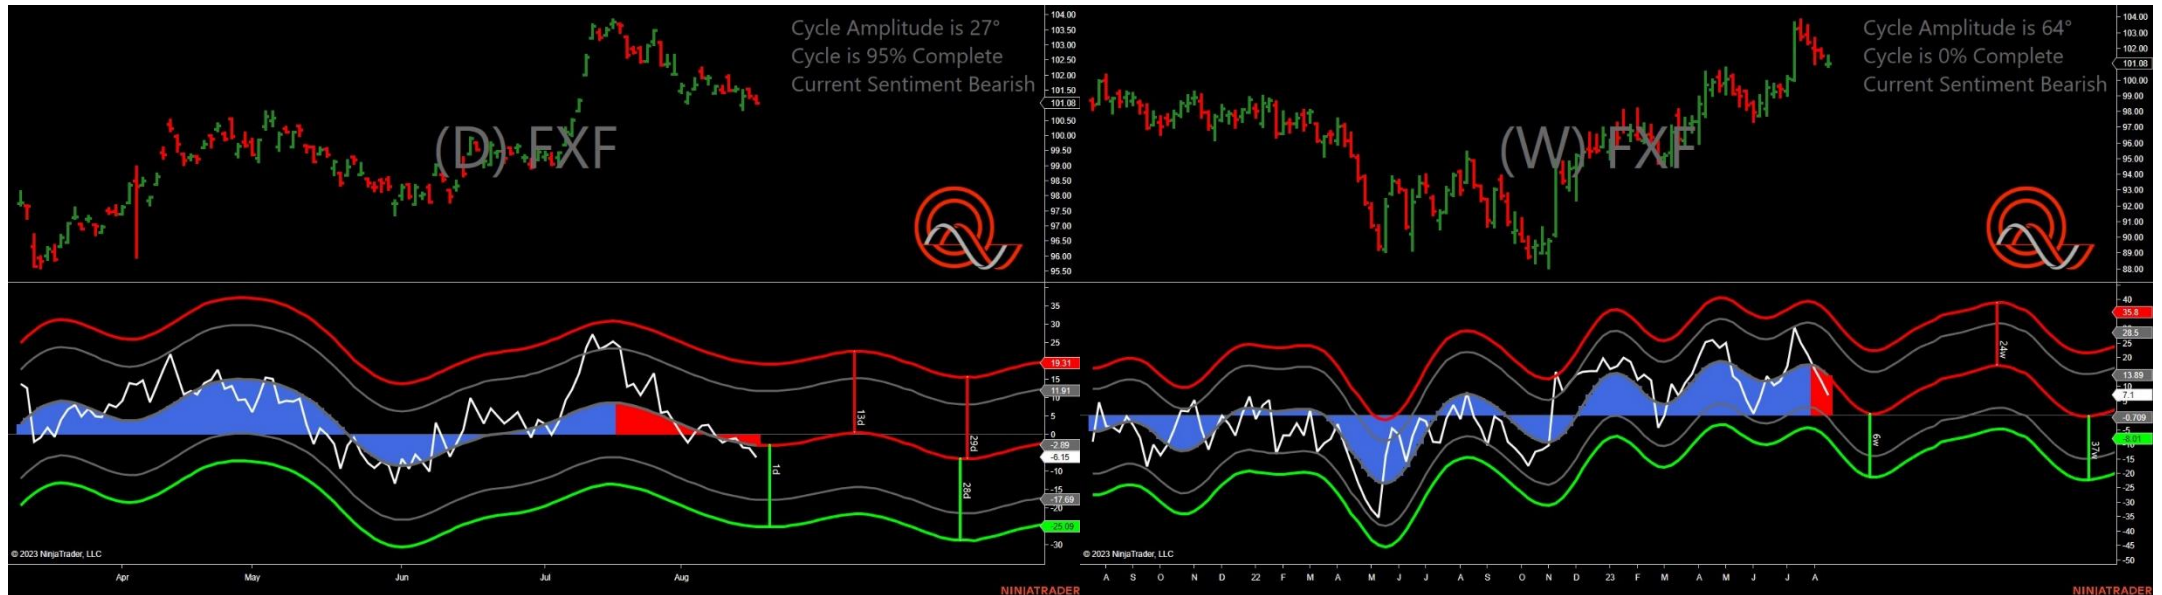 Cycle Amplitude is 27°
Cycle is 95% Complete
Current Sentiment Bearish
(D) FXF
104.00
103.50
103.00
102.50
102.00
101.50
101.08
100.50
100.00
99.50
99.00
98.50
98.00
97.50
97.00
96.50
96.00
95.50
35
30
25
19.31
15
11.91
10
5
0
-2.89
-6.15
-10
-15
-17.69
-20
-25.09
-30
13d
29d
1d
28d
© 2023 NinjaTrader, LLC
Apr
May
Jun
Jul
Aug
NINJATRADER
Cycle Amplitude is 64°
Cycle is 0% Complete
Current Sentiment Bearish
(W) FXF
104.00
103.00
102.00
101.08
100.00
99.00
98.00
97.00
96.00
95.00
94.00
93.00
92.00
91.00
90.00
89.00
88.00
40
35.8
28.5
25
20
13.89
10
7.1
-0.709
-5
-8.01
-15
-20
-25
-30
-35
-40
-45
-50
24w
6w
37w
© 2023 NinjaTrader, LLC
A S O N D 22 F M A M J J A S O N D 23 F M A M J J A
NINJATRADER